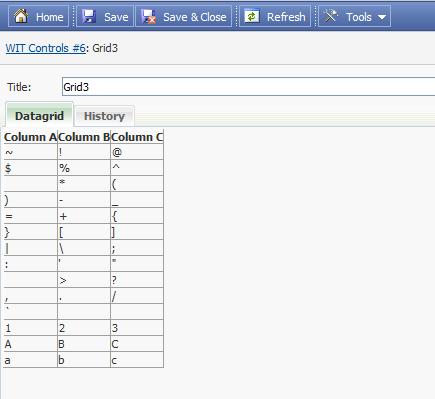 Home Save Save & Close Refresh Tools
WIT Controls #6: Grid3
Title: Grid3
Datagrid History
Column A Column B Column C
~ ! @
$ % ^
* (
) - _
= + {
} [ ]
| \ ;
: ' "
> ?
, . /
`
1 2 3
A B C
a b c